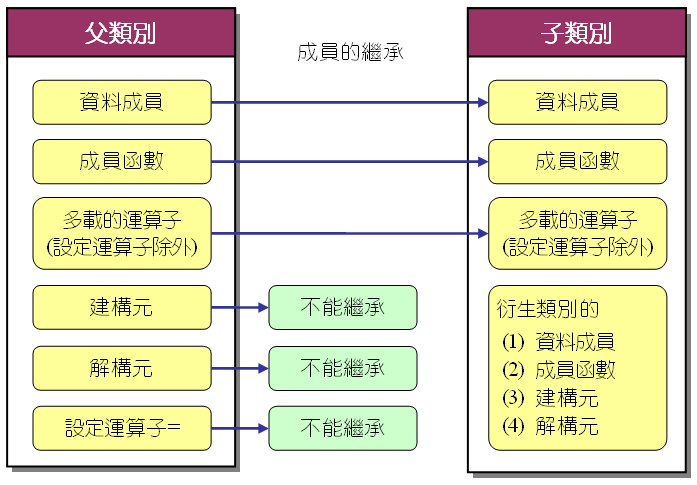 父類別
資料成員
成員函數
多載的運算子
(設定運算子除外)
建構元
解構元
設定運算子=
成員的繼承
不能繼承
不能繼承
不能繼承
子類別
資料成員
成員函數
多載的運算子
(設定運算子除外)
衍生類別的
(1) 資料成員
(2) 成員函數
(3) 建構元
(4) 解構元